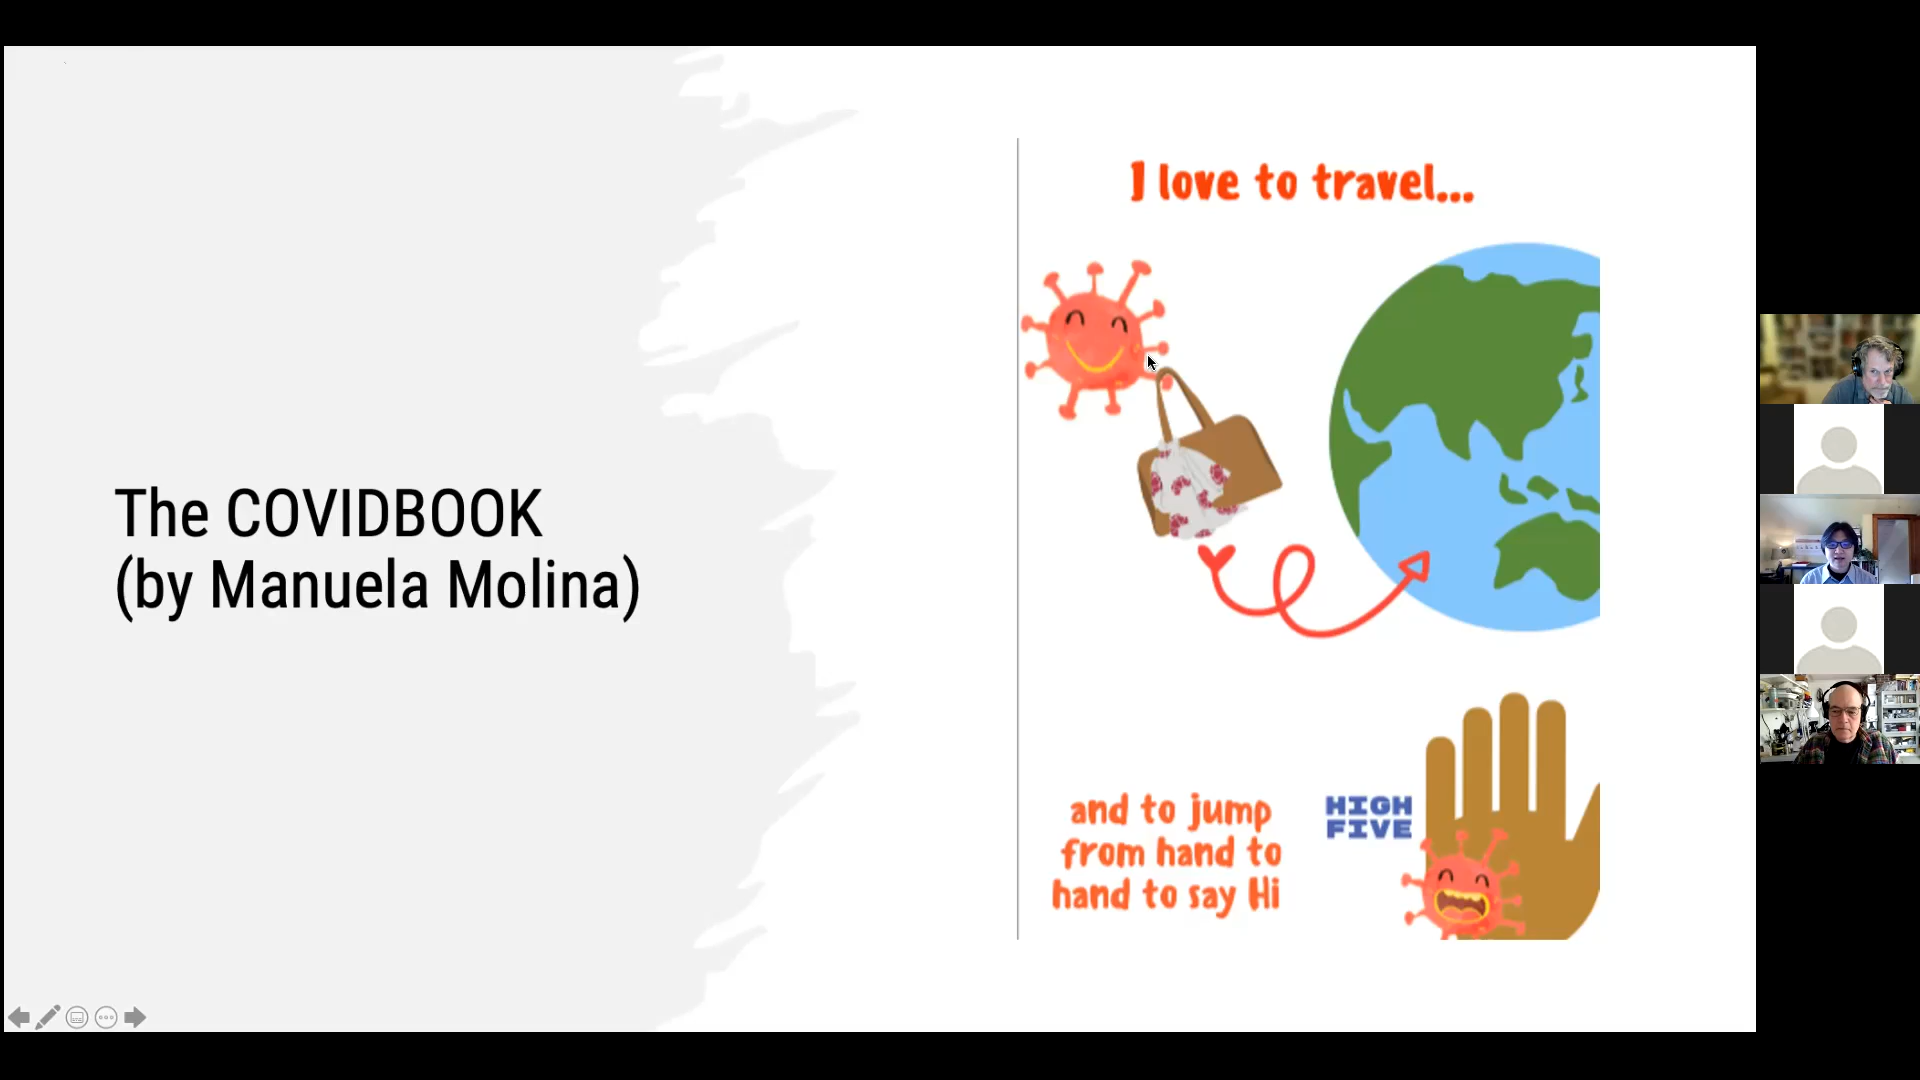 The COVIDBOOK
(by Manuela Molina)
I love to travel...
and to jump
from hand to
hand to say Hi
HIGH
FIVE